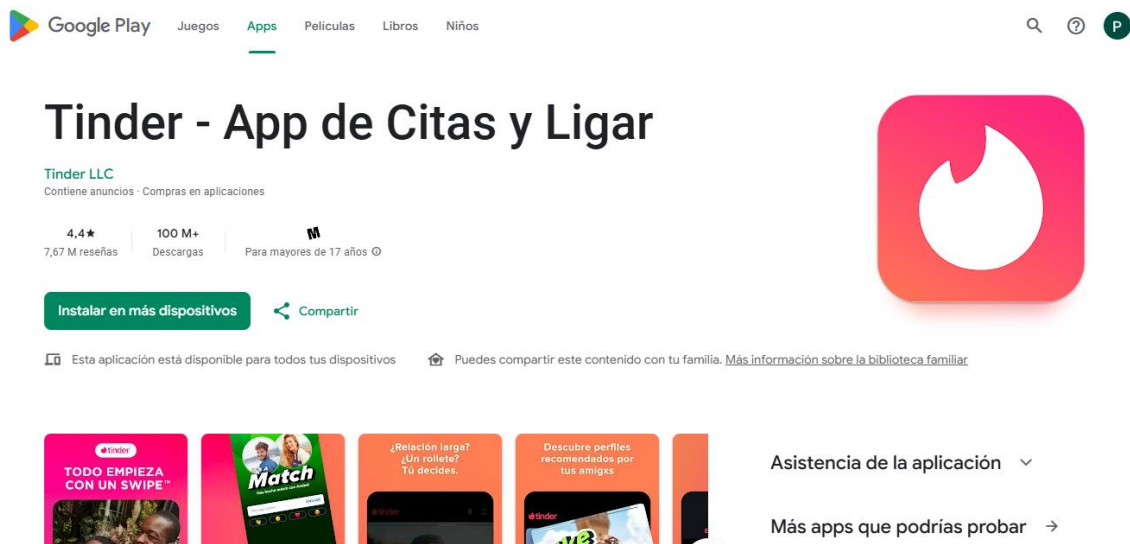 Google Play Juegos Apps Películas Libros Niños
P
Tinder - App de Citas y Ligar
Tinder LLC
Contiene anuncios · Compras en aplicaciones
4,4★ 100 M+ M
7,67 M reseñas Descargas Para mayores de 17 años
Instalar en más dispositivos Compartir
Esta aplicación está disponible para todos tus dispositivos Puedes compartir este contenido con tu familia. Más información sobre la biblioteca familiar
tinder
TODO EMPIEZA
CON UN SWIPE™
Match
¿Relación larga?
¿Un rollete?
Tú decides.
tinder
Descubre perfiles
recomendados por
tus amigxs
tinder
Asistencia de la aplicación
Más apps que podrías probar